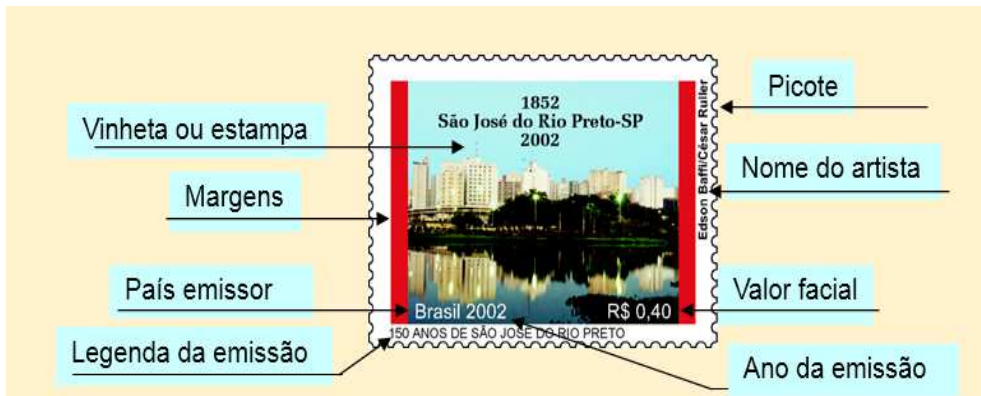 Picote
1852
São José do Rio Preto-SP
2002
Vinheta ou estampa
Edson Baffi/César Ruller
Nome do artista
Margens
País emissor
Brasil 2002
R$ 0,40
Valor facial
150 ANOS DE SÃO JOSÉ DO RIO PRETO
Legenda da emissão
Ano da emissão